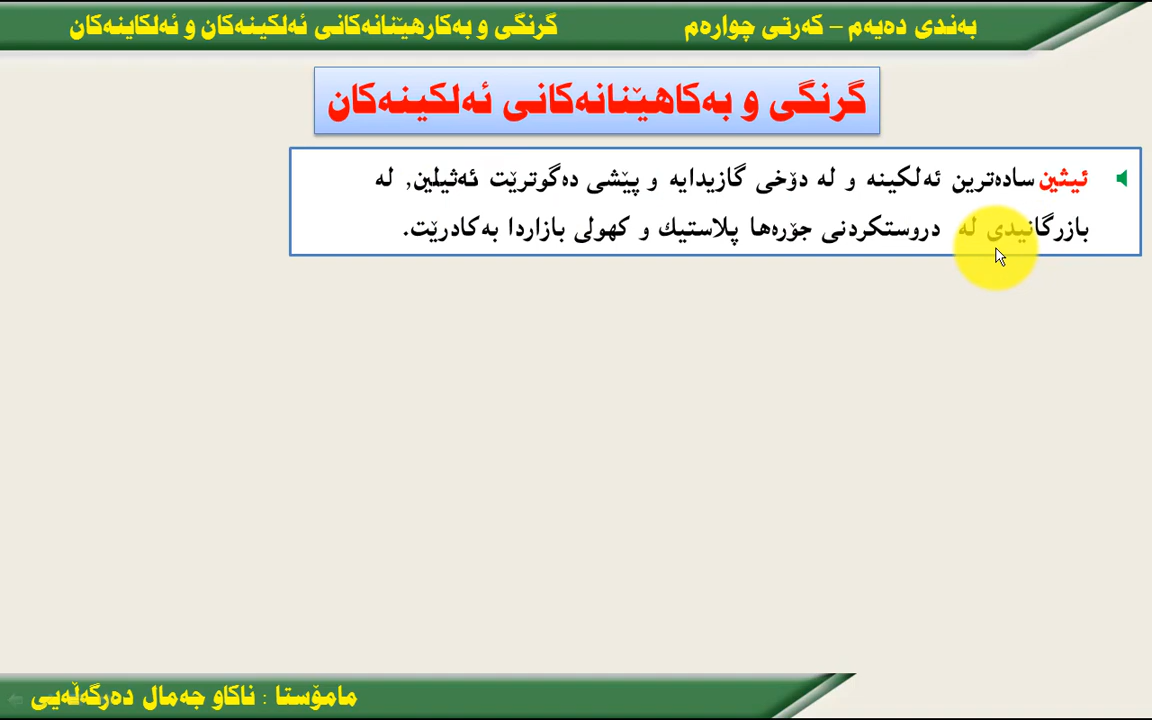 بەندی دەیەم – کەرتی چوارەم گرنگی و بەکارهێنانەکانی ئەلکینەکان و ئەلکاینەکان
گرنگی و بەکاهێنانەکانی ئەلکینەکان
ئیثین سادەترین ئەلکینە و لە دۆخی گازیدایە و پێشی دەگوترێت ئەثیلین, لە
بازرگانیدی لە دروستکردنی جۆرەها پلاستیك و کهولی بازاردا بەکادرێت.
مامۆستا : ناکاو جەمال دەرگەڵەیی